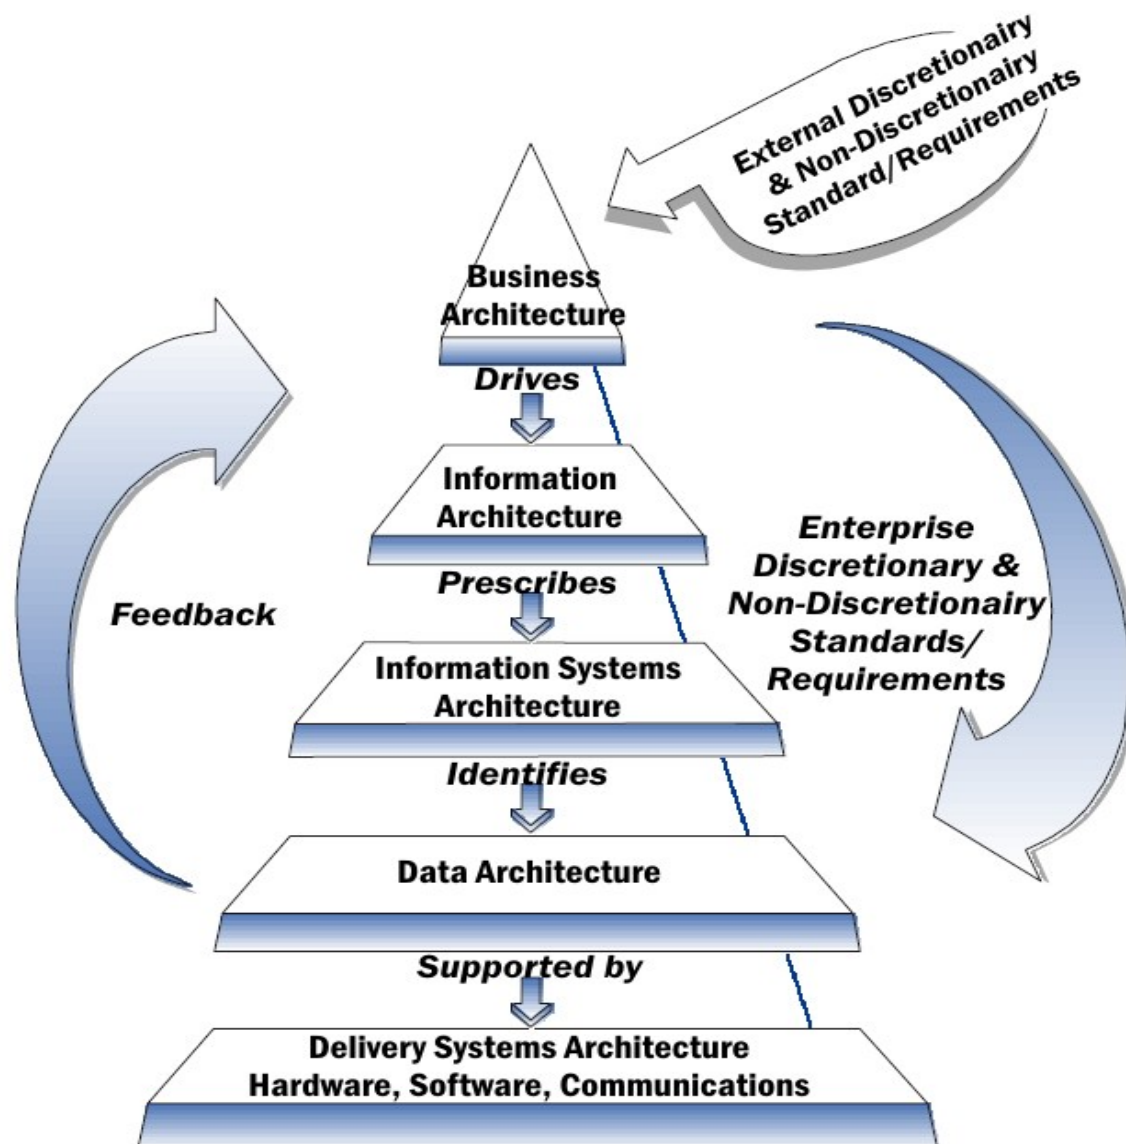 External Discretionairy
& Non-Discretionairy
Standard/Requirements
Business
Architecture
Drives
Information
Architecture
Prescribes
Information Systems
Architecture
Identifies
Data Architecture
Supported by
Delivery Systems Architecture
Hardware, Software, Communications
Feedback
Enterprise
Discretionary &
Non-Discretionairy
Standards/
Requirements